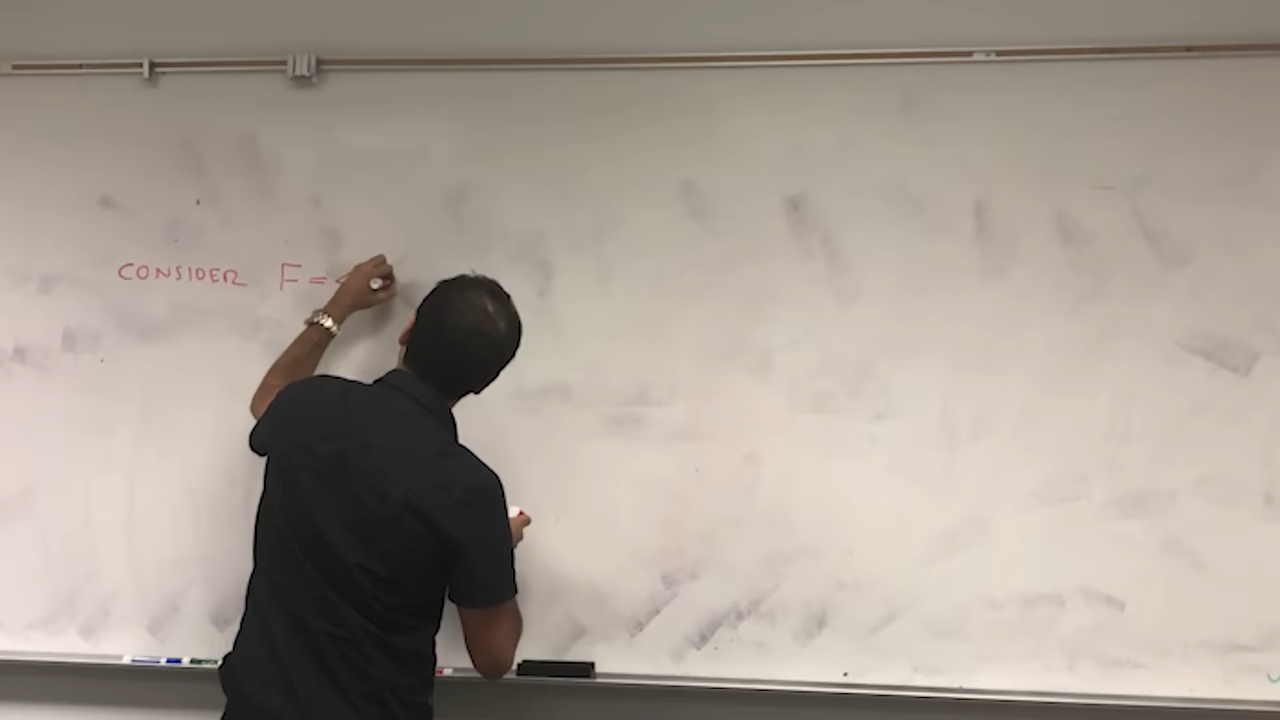 CONSIDER F = <